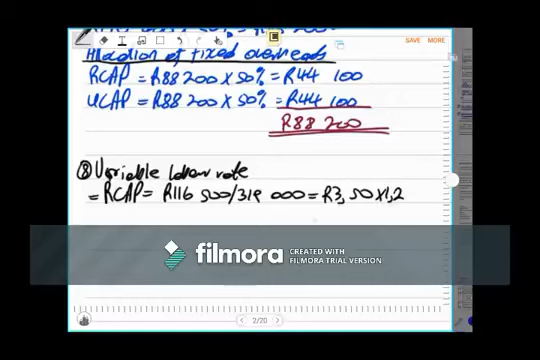 SAVE MORE
Allocation of fixed overheads
RCAP = R88 200 X 50% = R44 100
UCAP = R88 200 X 50% = R44 100
R88 200
⑧ Variable labour rate
= RCAP = R116 500/319 000 = R3,50 X1,2
filmora
CREATED WITH
FILMORA TRIAL VERSION
2/20